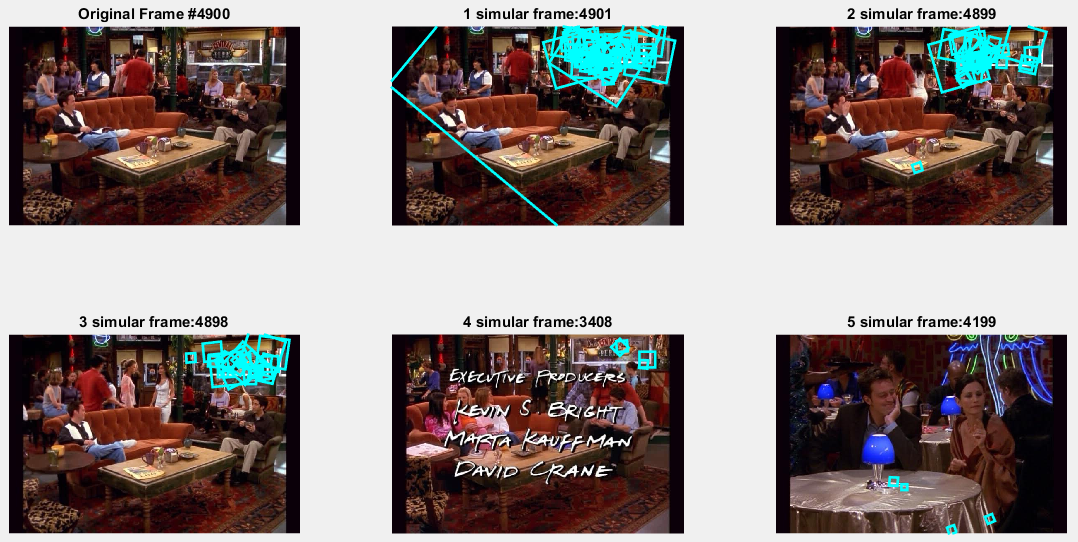 Original Frame #4900
1 simular frame:4901
2 simular frame:4899
3 simular frame:4898
4 simular frame:3408
5 simular frame:4199
EXECUTIVE PRODUCERS
KEVIN S. BRIGHT
MARTA KAUFFMAN
DAVID CRANE